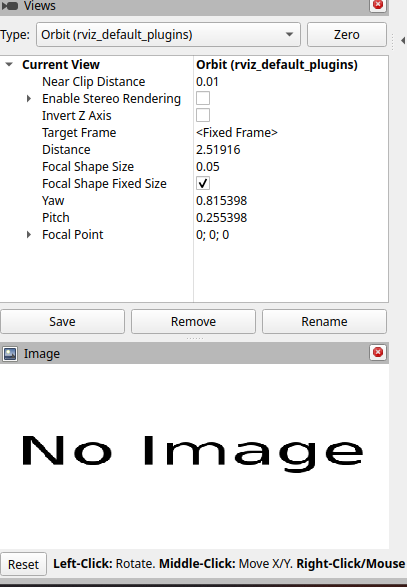 Views
Type: Orbit (rviz_default_plugins) Zero
Current View Orbit (rviz_default_plugins)
Near Clip Distance 0.01
Enable Stereo Rendering
Invert Z Axis
Target Frame <Fixed Frame>
Distance 2.51916
Focal Shape Size 0.05
Focal Shape Fixed Size
Yaw 0.815398
Pitch 0.255398
Focal Point 0; 0; 0
Save Remove Rename
Image
No Image
Reset Left-Click: Rotate. Middle-Click: Move X/Y. Right-Click/Mouse